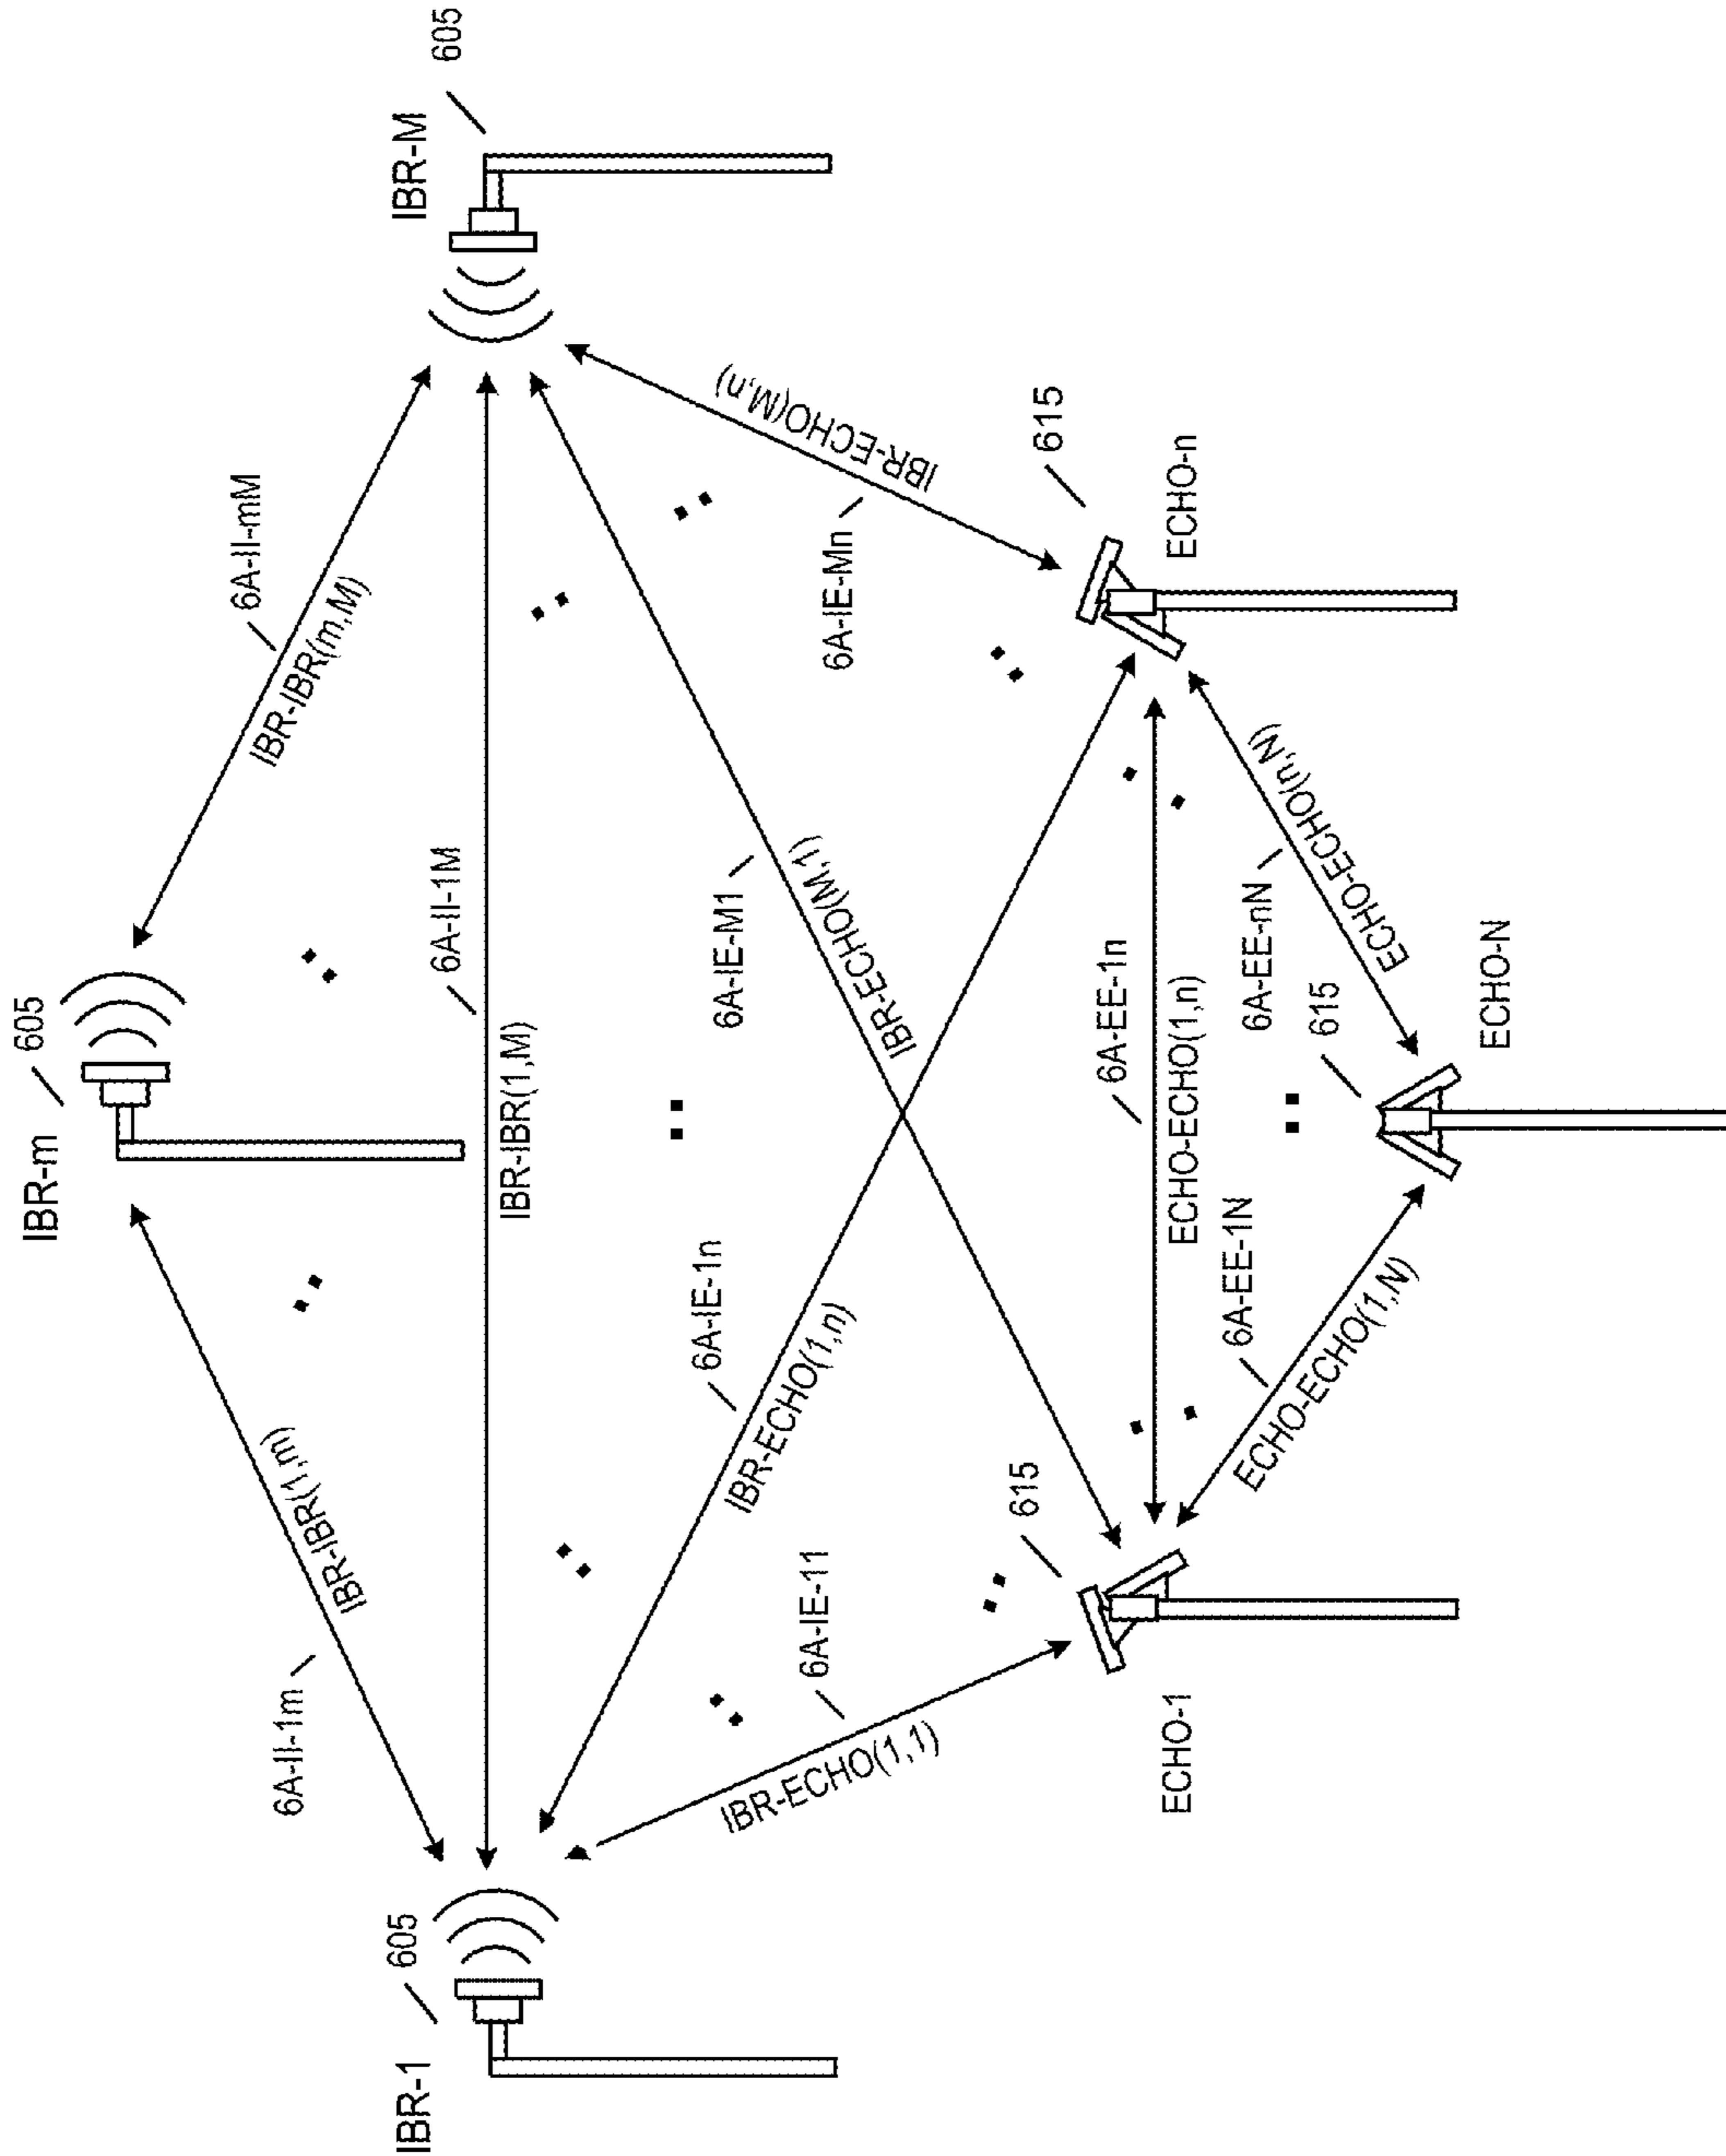 IBR-m
605
IBR-M
605
IBR-1
605
6A-II-1m
IBR-IBR(1,m)
6A-II-mM
IBR-IBR(m,M)
6A-II-1M
IBR-IBR(1,M)
6A-IE-1n
IBR-ECHO(1,n)
6A-IE-M1
IBR-ECHO(M,1)
6A-IE-11
IBR-ECHO(1,1)
6A-IE-Mn
IBR-ECHO(M,n)
615
ECHO-1
615
ECHO-n
6A-EE-1n
ECHO-ECHO(1,n)
6A-EE-1N
ECHO-ECHO(1,N)
6A-EE-nN
ECHO-ECHO(n,N)
615
ECHO-N